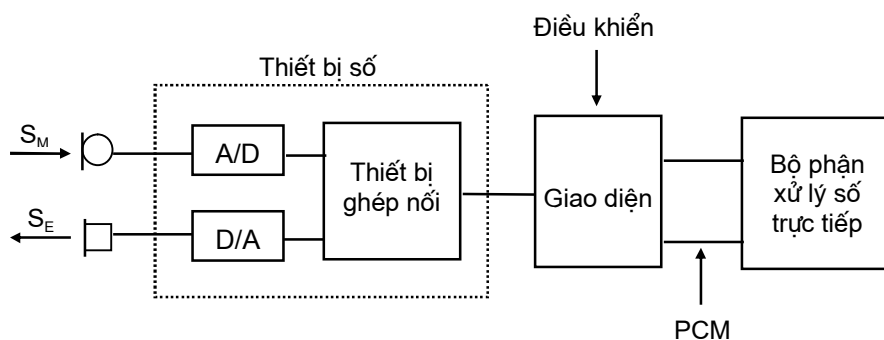 Điều khiển
Thiết bị số
S_M
A/D
Thiết bị
ghép nối
Giao diện
Bộ phận
xử lý số
trực tiếp
S_E
D/A
PCM